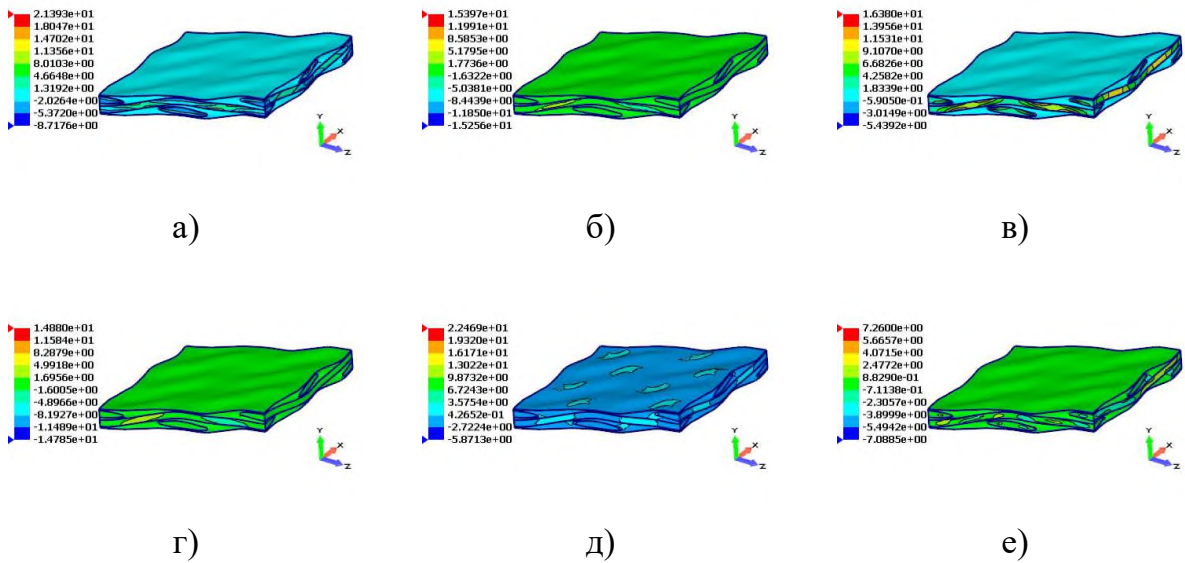 2.1393e+01
1.8047e+01
1.4702e+01
1.1356e+01
8.0103e+00
4.6648e+00
1.3192e+00
-2.0264e+00
-5.3720e+00
-8.7176e+00
Y
X
Z
а)
1.5397e+01
1.1991e+01
8.5853e+00
5.1795e+00
1.7736e+00
-1.6322e+00
-5.0381e+00
-8.4439e+00
-1.1850e+01
-1.5256e+01
Y
X
Z
б)
1.6380e+01
1.3956e+01
1.1531e+01
9.1070e+00
6.6826e+00
4.2582e+00
1.8339e+00
-5.9050e-01
-3.0149e+00
-5.4392e+00
Y
X
Z
в)
1.4880e+01
1.1584e+01
8.2879e+00
4.9918e+00
1.6956e+00
-1.6005e+00
-4.8966e+00
-8.1927e+00
-1.1489e+01
-1.4785e+01
Y
X
Z
г)
2.2469e+01
1.9320e+01
1.6171e+01
1.3022e+01
9.8732e+00
6.7243e+00
3.5754e+00
4.2652e-01
-2.7224e+00
-5.8713e+00
Y
X
Z
д)
7.2600e+00
5.6657e+00
4.0715e+00
2.4772e+00
8.8290e-01
-7.1138e-01
-2.3057e+00
-3.8999e+00
-5.4942e+00
-7.0885e+00
Y
X
Z
е)